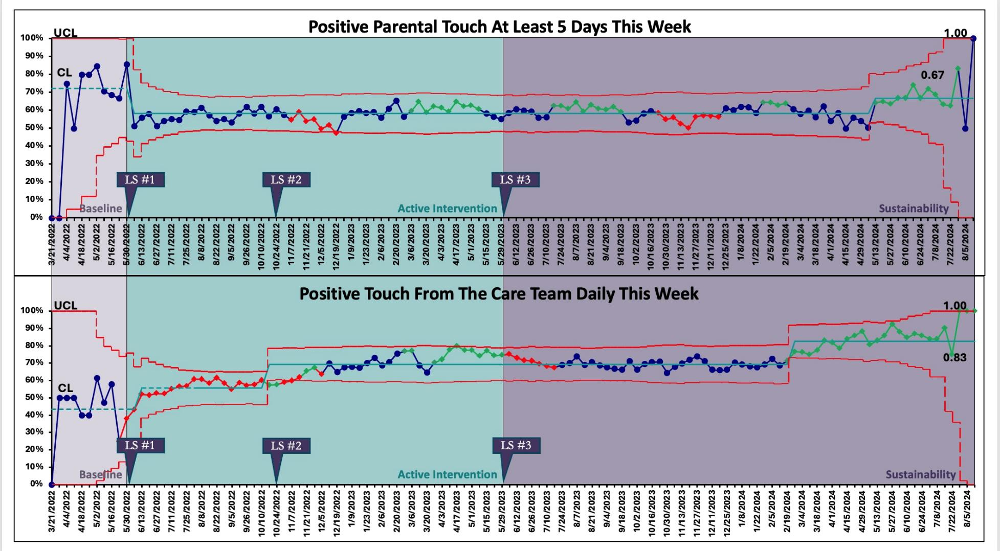 Positive Parental Touch At Least 5 Days This Week
UCL
1.00
100%
90%
CL
80%
0.67
70%
60%
50%
40%
30%
LS #1
LS #2
LS #3
20%
10%
Baseline
Active Intervention
Sustainability
0%
3/21/2022 4/4/2022 4/18/2022 5/2/2022 5/16/2022 5/30/2022 6/13/2022 6/27/2022 7/11/2022 7/25/2022 8/8/2022 8/22/2022 9/5/2022 9/26/2022 10/10/2022 10/24/2022 11/7/2022 11/21/2022 12/5/2022 12/19/2022 1/9/2023 1/23/2023 2/6/2023 2/20/2023 3/6/2023 3/20/2023 4/3/2023 4/17/2023 5/1/2023 5/15/2023 5/29/2023 6/12/2023 6/26/2023 7/10/2023 7/24/2023 8/7/2023 8/21/2023 9/4/2023 9/18/2023 10/2/2023 10/16/2023 10/30/2023 11/13/2023 11/27/2023 12/11/2023 12/25/2023 1/8/2024 1/22/2024 2/5/2024 2/19/2024 3/4/2024 3/18/2024 4/1/2024 4/15/2024 4/29/2024 5/13/2024 5/27/2024 6/10/2024 6/24/2024 7/8/2024 7/22/2024 8/5/2024
Positive Touch From The Care Team Daily This Week
UCL
1.00
100%
90%
80%
70%
0.83
60%
CL
50%
40%
30%
LS #1
LS #2
LS #3
20%
10%
Baseline
Active Intervention
Sustainability
0%
3/21/2022 4/4/2022 4/18/2022 5/2/2022 5/16/2022 5/30/2022 6/13/2022 6/27/2022 7/11/2022 7/25/2022 8/8/2022 8/22/2022 9/5/2022 9/26/2022 10/10/2022 10/24/2022 11/7/2022 11/21/2022 12/5/2022 12/19/2022 1/9/2023 1/23/2023 2/6/2023 2/20/2023 3/6/2023 3/20/2023 4/3/2023 4/17/2023 5/1/2023 5/15/2023 5/29/2023 6/12/2023 6/26/2023 7/10/2023 7/24/2023 8/7/2023 8/21/2023 9/4/2023 9/18/2023 10/2/2023 10/16/2023 10/30/2023 11/13/2023 11/27/2023 12/11/2023 12/25/2023 1/8/2024 1/22/2024 2/5/2024 2/19/2024 3/4/2024 3/18/2024 4/1/2024 4/15/2024 4/29/2024 5/13/2024 5/27/2024 6/10/2024 6/24/2024 7/8/2024 7/22/2024 8/5/2024